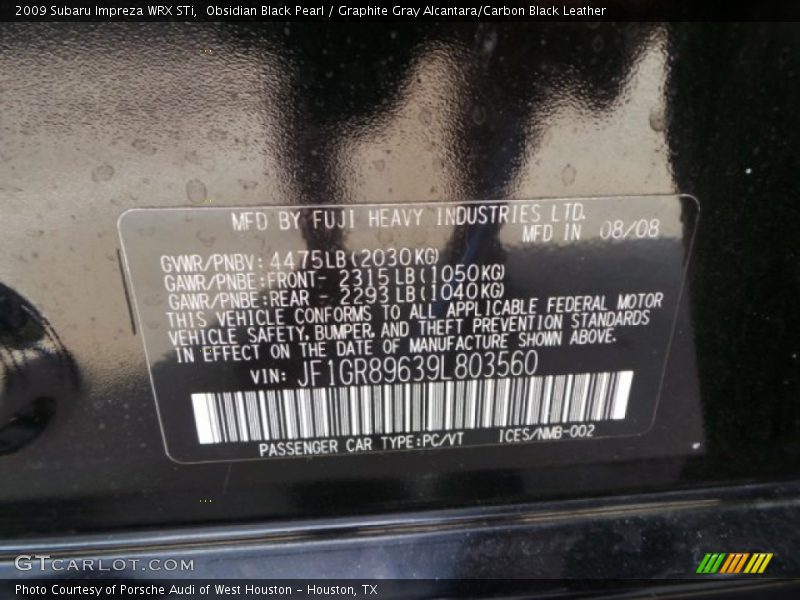 2009 Subaru Impreza WRX STi,  Obsidian Black Pearl / Graphite Gray Alcantara/Carbon Black Leather
MFD BY FUJI HEAVY INDUSTRIES LTD.
MFD IN 08/08
GVWR/PNBV: 4475LB(2030KG)
GAWR/PNBE:FRONT- 2315LB(1050KG)
GAWR/PNBE:REAR - 2293LB(1040KG)
THIS VEHICLE CONFORMS TO ALL APPLICABLE FEDERAL MOTOR
VEHICLE SAFETY, BUMPER, AND THEFT PREVENTION STANDARDS
IN EFFECT ON THE DATE OF MANUFACTURE SHOWN ABOVE.
VIN: JF1GR89639L803560
PASSENGER CAR TYPE:PC/VT ICES/NMB-002
GTCARLOT.COM
Photo Courtesy of Porsche Audi of West Houston - Houston, TX